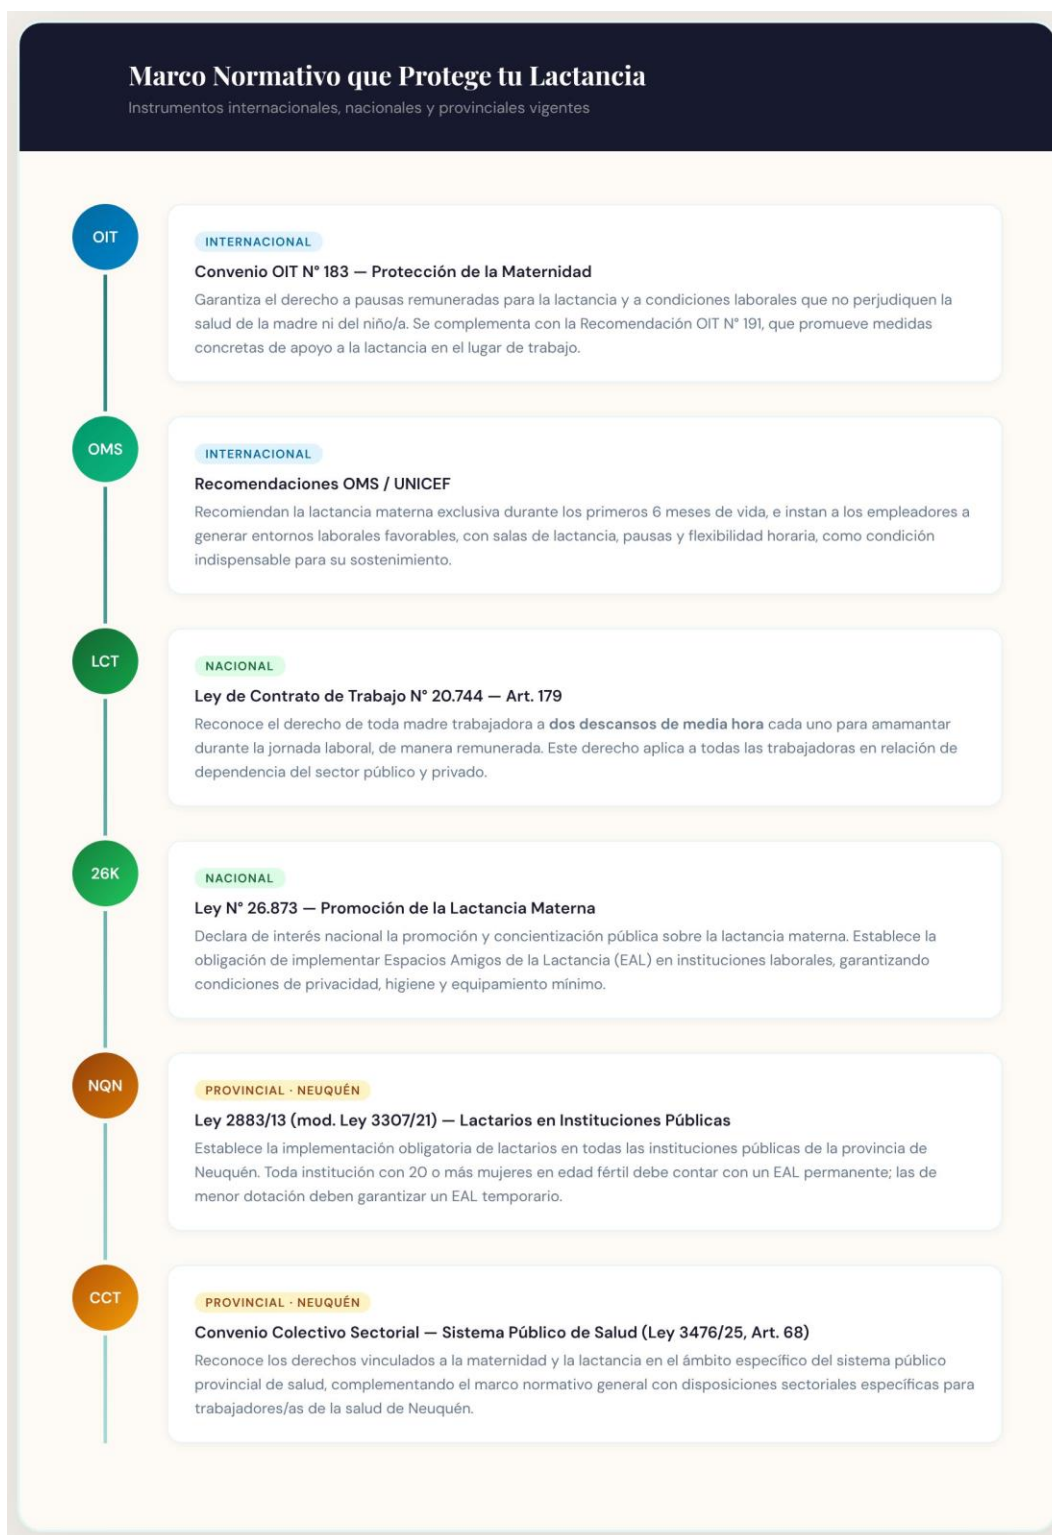 Marco Normativo que Protege tu Lactancia
Instrumentos internacionales, nacionales y provinciales vigentes
OIT
INTERNACIONAL
Convenio OIT N° 183 — Protección de la Maternidad
Garantiza el derecho a pausas remuneradas para la lactancia y a condiciones laborales que no perjudiquen la
salud de la madre ni del niño/a. Se complementa con la Recomendación OIT N° 191, que promueve medidas
concretas de apoyo a la lactancia en el lugar de trabajo.
OMS
INTERNACIONAL
Recomendaciones OMS / UNICEF
Recomiendan la lactancia materna exclusiva durante los primeros 6 meses de vida, e instan a los empleadores a
generar entornos laborales favorables, con salas de lactancia, pausas y flexibilidad horaria, como condición
indispensable para su sostenimiento.
LCT
NACIONAL
Ley de Contrato de Trabajo N° 20.744 — Art. 179
Reconoce el derecho de toda madre trabajadora a dos descansos de media hora cada uno para amamantar
durante la jornada laboral, de manera remunerada. Este derecho aplica a todas las trabajadoras en relación de
dependencia del sector público y privado.
26K
NACIONAL
Ley N° 26.873 — Promoción de la Lactancia Materna
Declara de interés nacional la promoción y concientización pública sobre la lactancia materna. Establece la
obligación de implementar Espacios Amigos de la Lactancia (EAL) en instituciones laborales, garantizando
condiciones de privacidad, higiene y equipamiento mínimo.
NQN
PROVINCIAL · NEUQUÉN
Ley 2883/13 (mod. Ley 3307/21) — Lactarios en Instituciones Públicas
Establece la implementación obligatoria de lactarios en todas las instituciones públicas de la provincia de
Neuquén. Toda institución con 20 o más mujeres en edad fértil debe contar con un EAL permanente; las de
menor dotación deben garantizar un EAL temporario.
CCT
PROVINCIAL · NEUQUÉN
Convenio Colectivo Sectorial — Sistema Público de Salud (Ley 3476/25, Art. 68)
Reconoce los derechos vinculados a la maternidad y la lactancia en el ámbito específico del sistema público
provincial de salud, complementando el marco normativo general con disposiciones sectoriales específicas para
trabajadores/as de la salud de Neuquén.